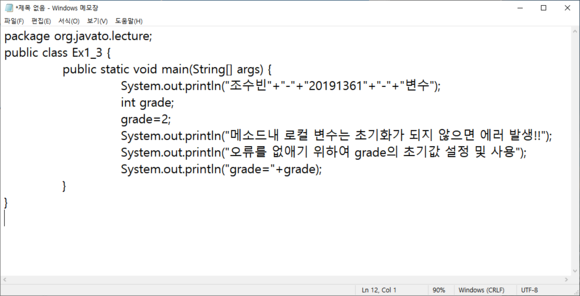 *제목 없음 - Windows 메모장
파일(F) 편집(E) 서식(O) 보기(V) 도움말(H)
package org.javato.lecture;
public class Ex1_3 {
public static void main(String[] args) {
System.out.println("조수빈"+"-"+"20191361"+"-"+"변수");
int grade;
grade=2;
System.out.println("메소드내 로컬 변수는 초기화가 되지 않으면 에러 발생!!");
System.out.println("오류를 없애기 위하여 grade의 초기값 설정 및 사용");
System.out.println("grade="+grade);
}
}
Ln 12, Col 1 90% Windows (CRLF) UTF-8